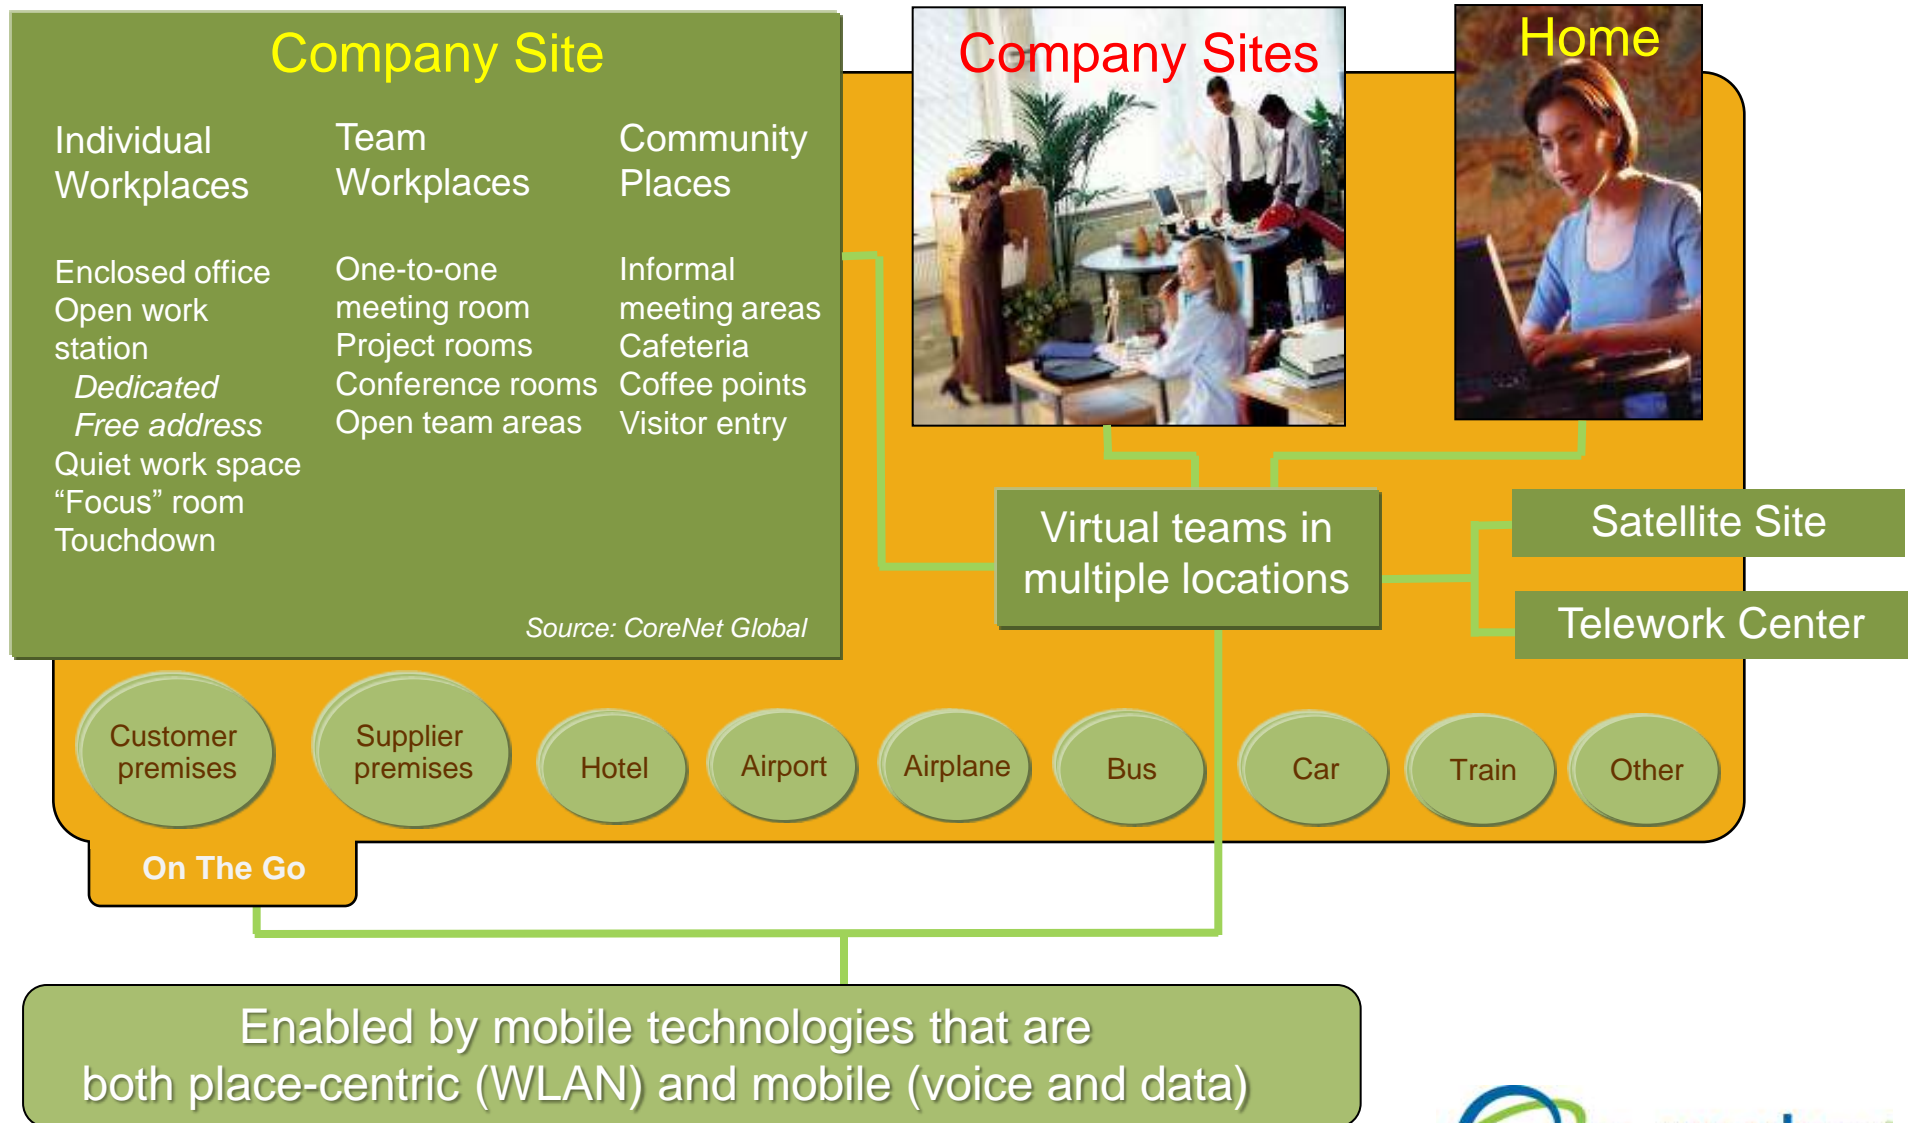 Company Site
Individual
Workplaces
Enclosed office
Open work
station
Dedicated
Free address
Quiet work space
“Focus” room
Touchdown
Team
Workplaces
One-to-one
meeting room
Project rooms
Conference rooms
Open team areas
Community
Places
Informal
meeting areas
Cafeteria
Coffee points
Visitor entry
Source: CoreNet Global
Company Sites
Home
Virtual teams in
multiple locations
Satellite Site
Telework Center
Customer
premises
Supplier
premises
Hotel
Airport
Airplane
Bus
Car
Train
Other
On The Go
Enabled by mobile technologies that are
both place-centric (WLAN) and mobile (voice and data)